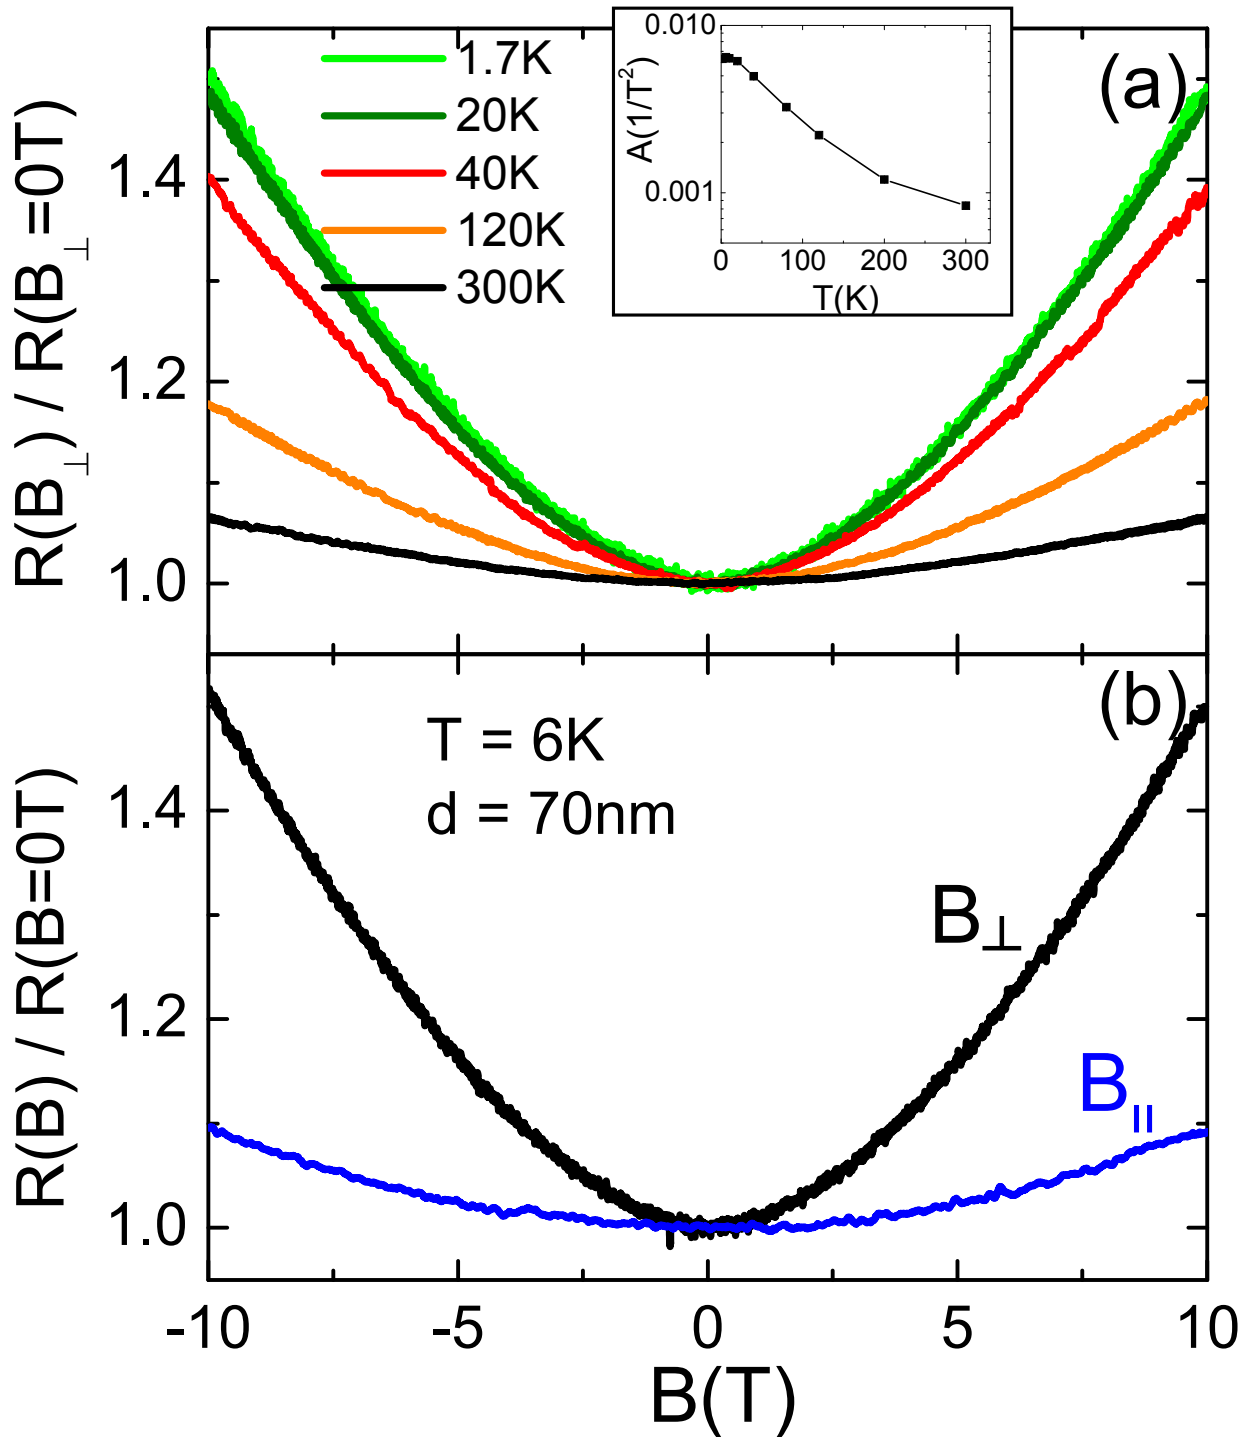 (a)
1.7K
20K
40K
120K
300K
R(B⊥) / R(B⊥=0T)
1.4
1.2
1.0
A(1/T²)
0.010
0.001
0 100 200 300
T(K)
(b)
T = 6K
d = 70nm
B⊥
B||
R(B) / R(B=0T)
1.4
1.2
1.0
-10 -5 0 5 10
B(T)